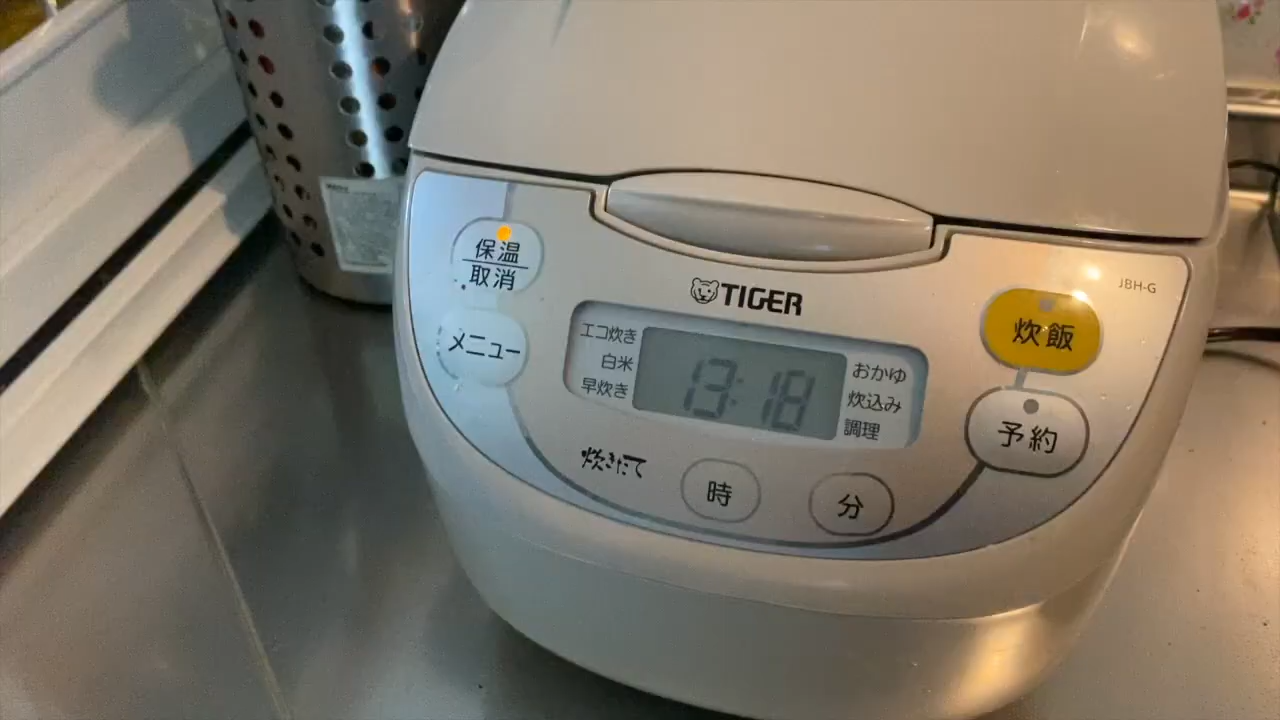 保温
取消
メニュー
TIGER
JBH-G
エコ炊き
白米
早炊き
13:18
おかゆ
炊込み
調理
炊飯
予約
炊きたて
時
分